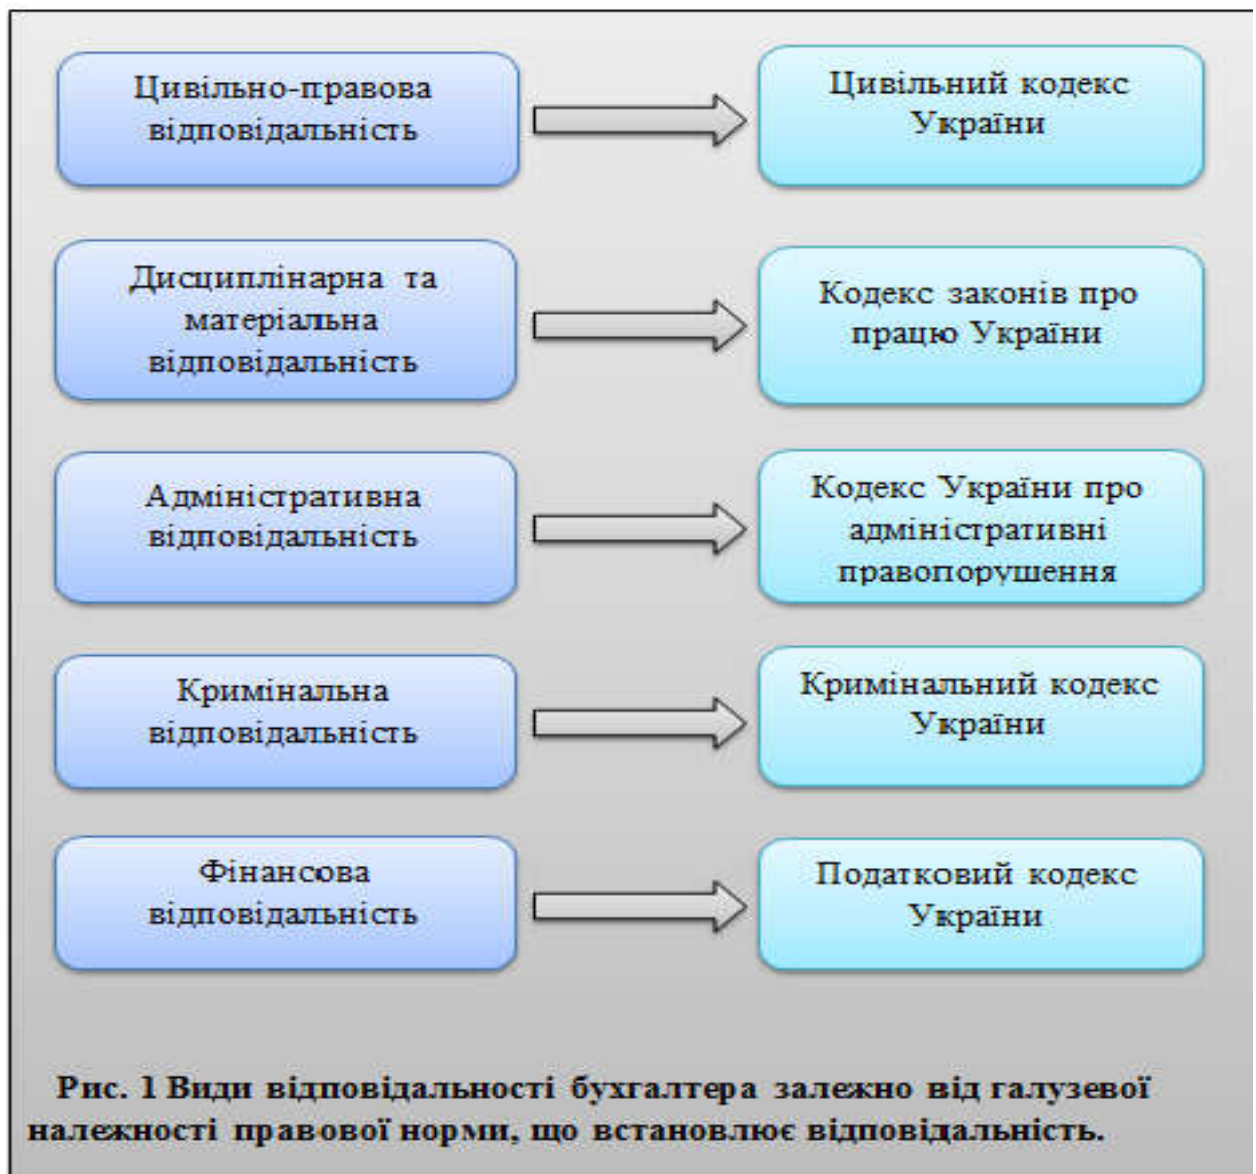 Цивільно-правова
відповідальність
Цивільний кодекс
України
Дисциплінарна та
матеріальна
відповідальність
Кодекс законів про
працю України
Адміністративна
відповідальність
Кодекс України про
адміністративні
правопорушення
Кримінальна
відповідальність
Кримінальний кодекс
України
Фінансова
відповідальність
Податковий кодекс
України
Рис. 1 Види відповідальності бухгалтера залежно від галузевої
належності правової норми, що встановлює відповідальність.